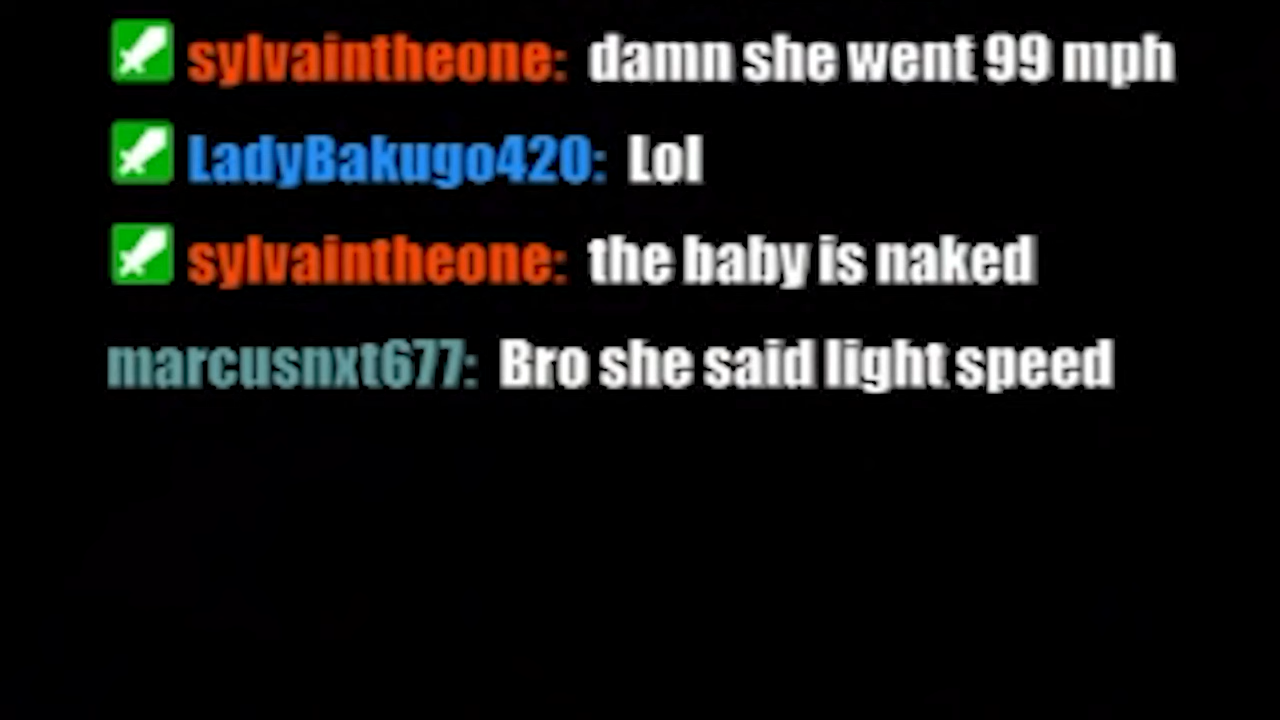 sylvaintheone: damn she went 99 mph
LadyBakugo420: Lol
sylvaintheone: the baby is naked
marcusnxt677: Bro she said light speed